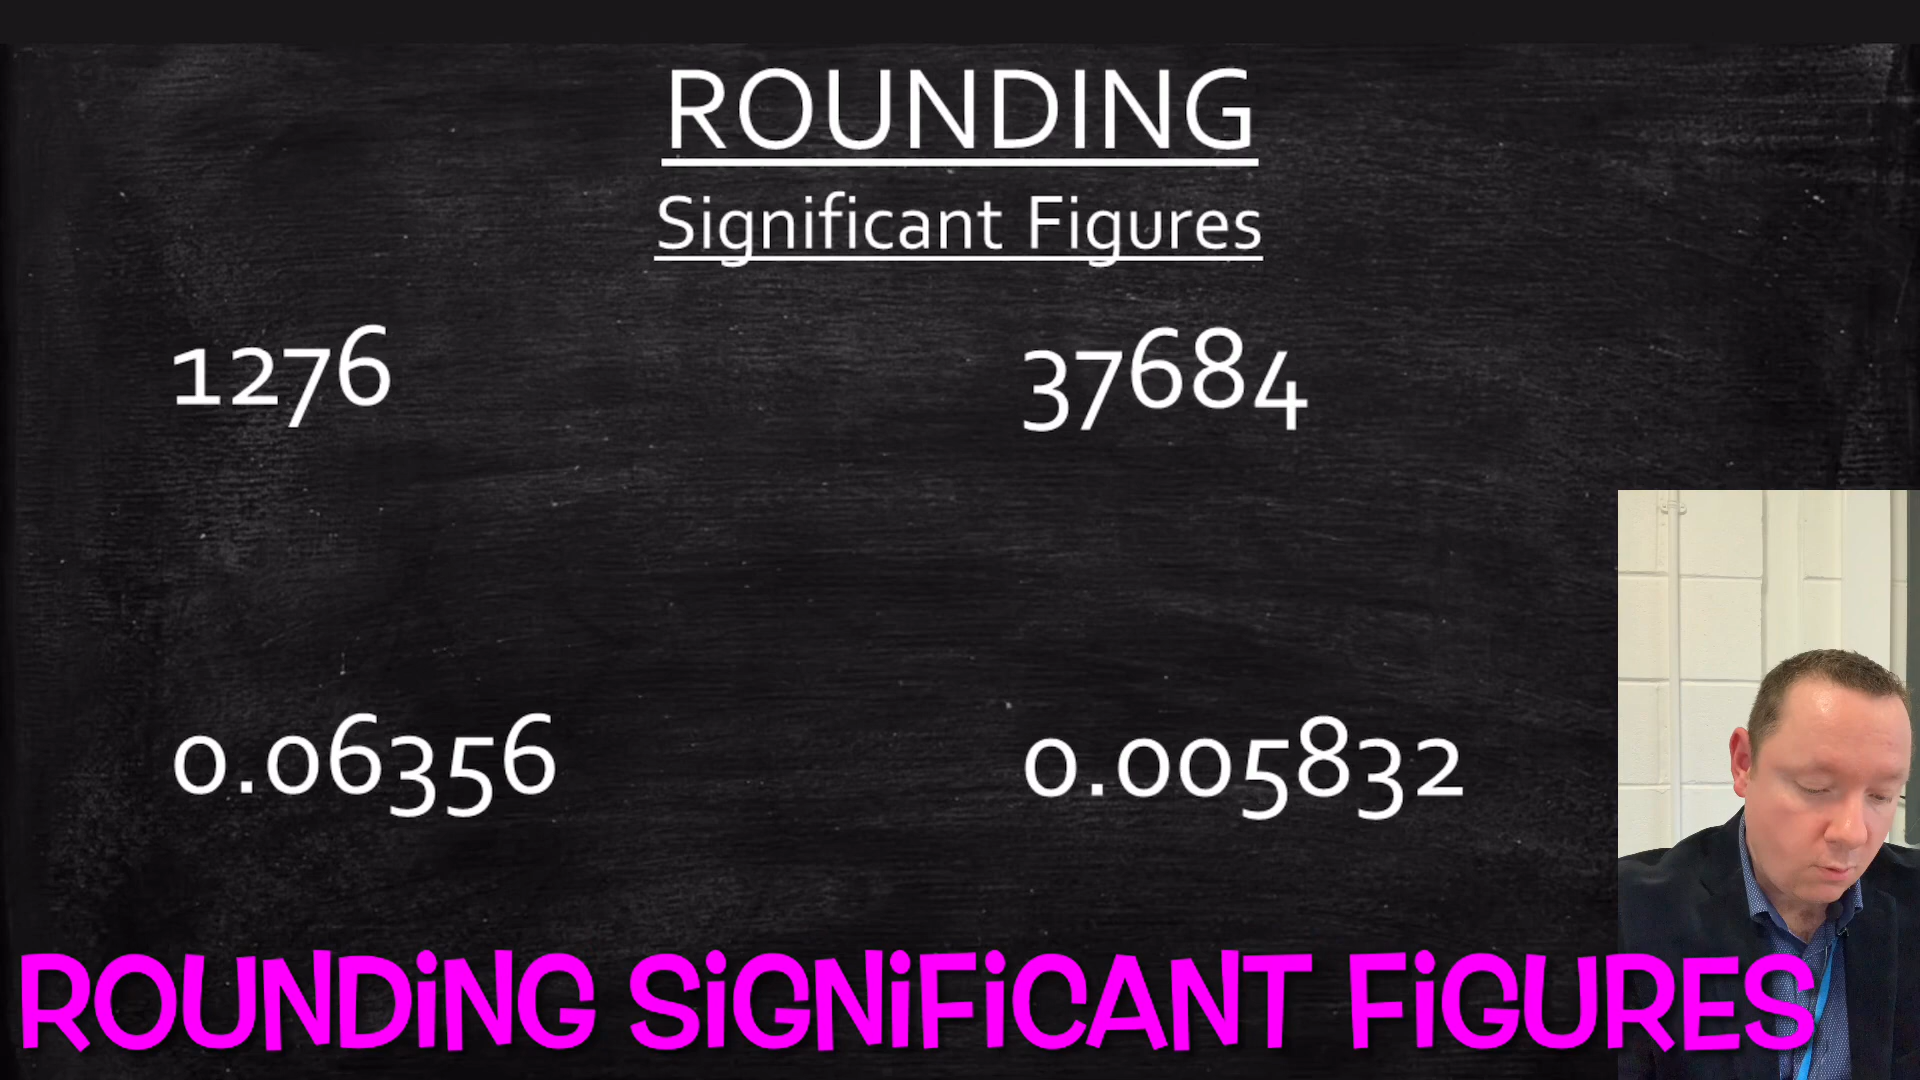 ROUNDING
Significant Figures
1276
37684
0.06356
0.005832
ROUNDiNG SiGNiFiCANT FiGURES